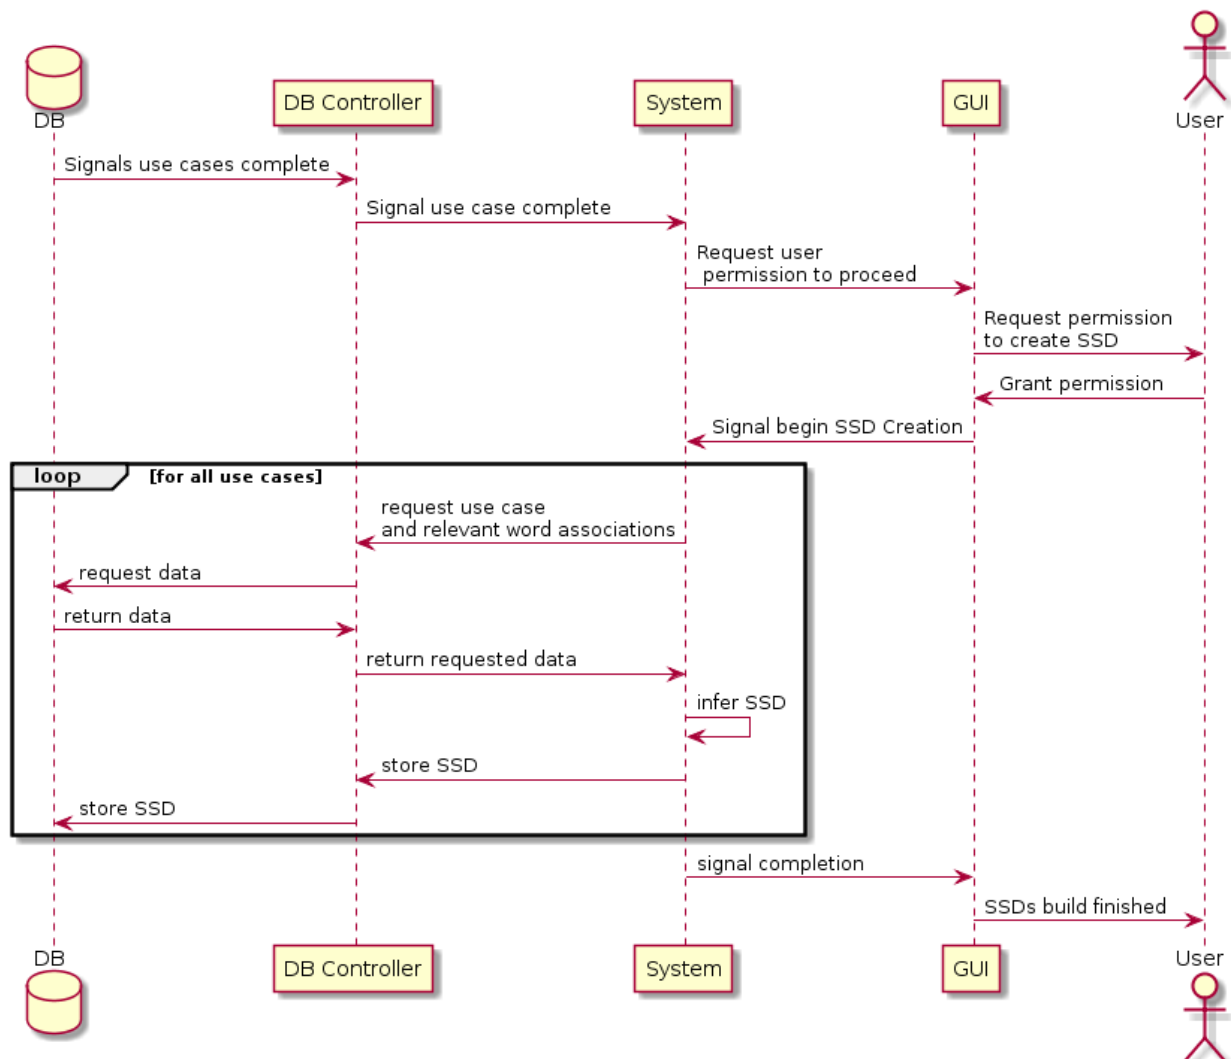 DB
DB Controller
System
GUI
User
Signals use cases complete
Signal use case complete
Request user
permission to proceed
Request permission
to create SSD
Grant permission
Signal begin SSD Creation
loop
[for all use cases]
request use case
and relevant word associations
request data
return data
return requested data
infer SSD
store SSD
store SSD
signal completion
SSDs build finished
DB
DB Controller
System
GUI
User